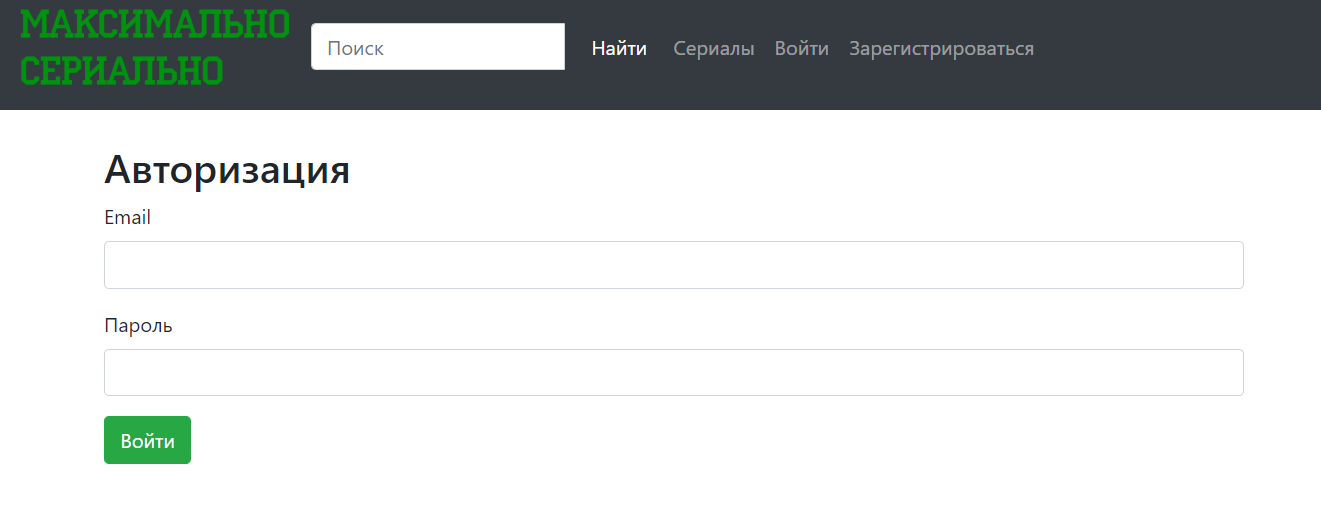 МАКСИМАЛЬНО
СЕРИАЛЬНО
Поиск
Найти
Сериалы
Войти
Зарегистрироваться
Авторизация
Email
Пароль
Войти